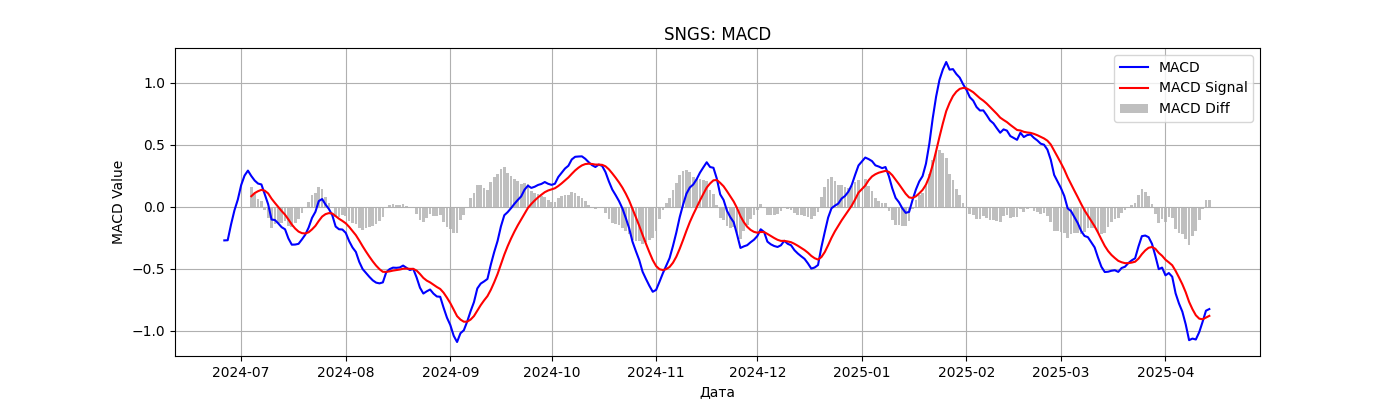 SNGS: MACD
MACD
MACD Signal
MACD Diff
MACD Value
1.0
0.5
0.0
−0.5
−1.0
2024-07 2024-08 2024-09 2024-10 2024-11 2024-12 2025-01 2025-02 2025-03 2025-04
Дата